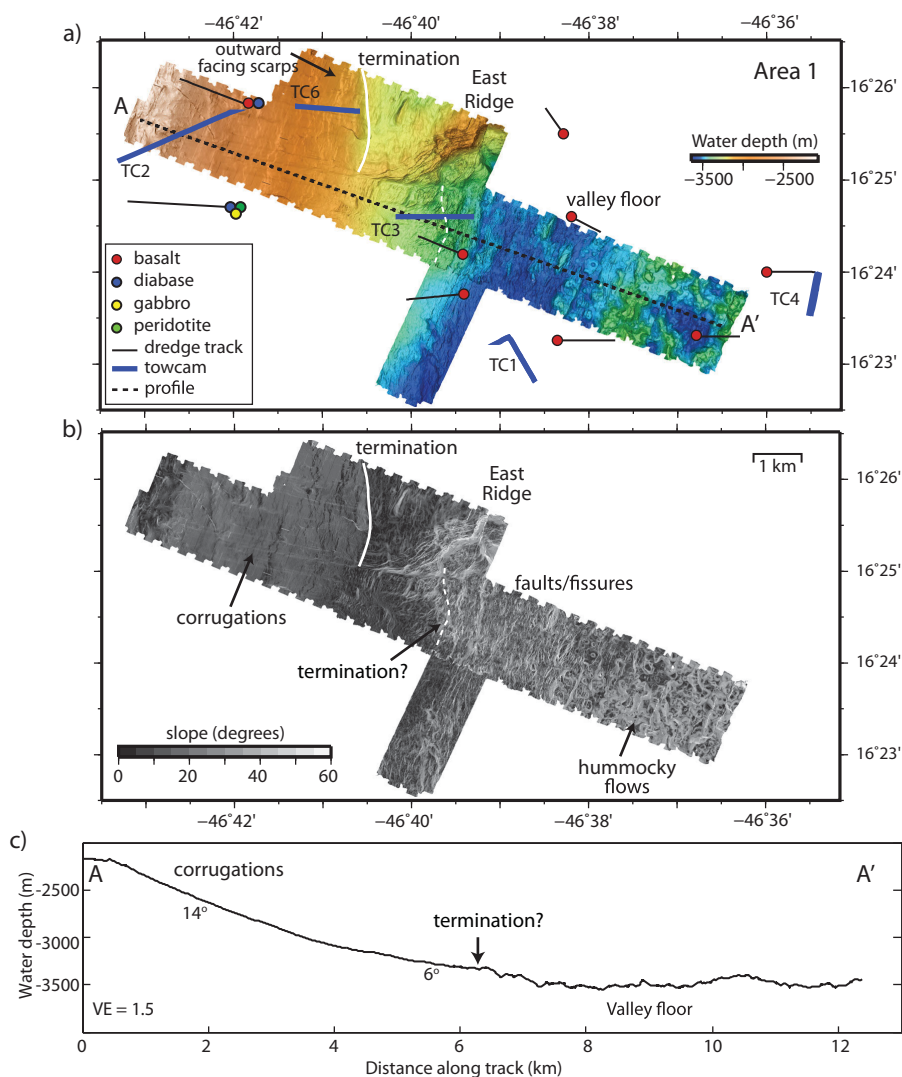 a)
−46˚42'
−46˚40'
−46˚38'
−46˚36'
outward
facing scarps
termination
East
Ridge
Area 1
16˚26'
A
TC6
TC2
Water depth (m)
−3500
−2500
16˚25'
valley floor
TC3
basalt
diabase
gabbro
peridotite
dredge track
towcam
profile
16˚24'
TC4
A'
TC1
16˚23'
b)
termination
1 km
East
Ridge
16˚26'
faults/fissures
16˚25'
corrugations
termination?
16˚24'
slope (degrees)
0
20
40
60
hummocky
flows
16˚23'
−46˚42'
−46˚40'
−46˚38'
−46˚36'
c)
A
corrugations
A'
Water depth (m)
-2500
-3000
-3500
14°
termination?
6°
VE = 1.5
Valley floor
0
2
4
6
8
10
12
Distance along track (km)